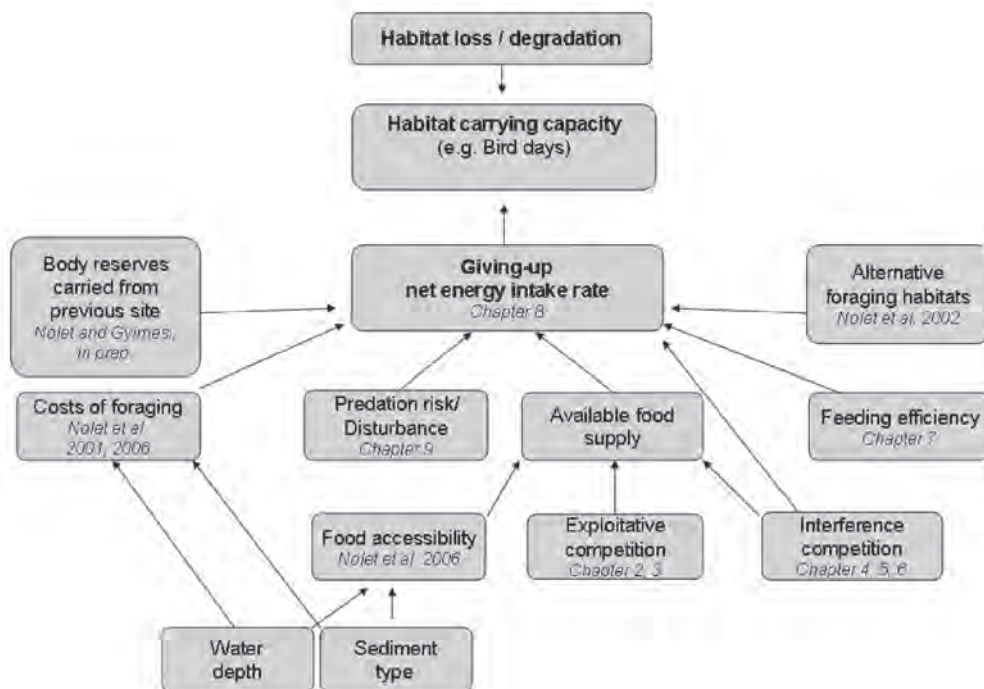 Habitat loss / degradation
Habitat carrying capacity
(e.g. Bird days)
Body reserves
carried from
previous site
Nolet and Gyimesi,
in prep.
Giving-up
net energy intake rate
Chapter 8
Alternative
foraging habitats
Nolet et al. 2002
Costs of foraging
Nolet et al.
2001, 2006
Predation risk/
Disturbance
Chapter 9
Available food
supply
Feeding efficiency
Chapter 7
Food accessibility
Nolet et al. 2006
Exploitative
competition
Chapter 2, 3
Interference
competition
Chapter 4, 5, 6
Water
depth
Sediment
type